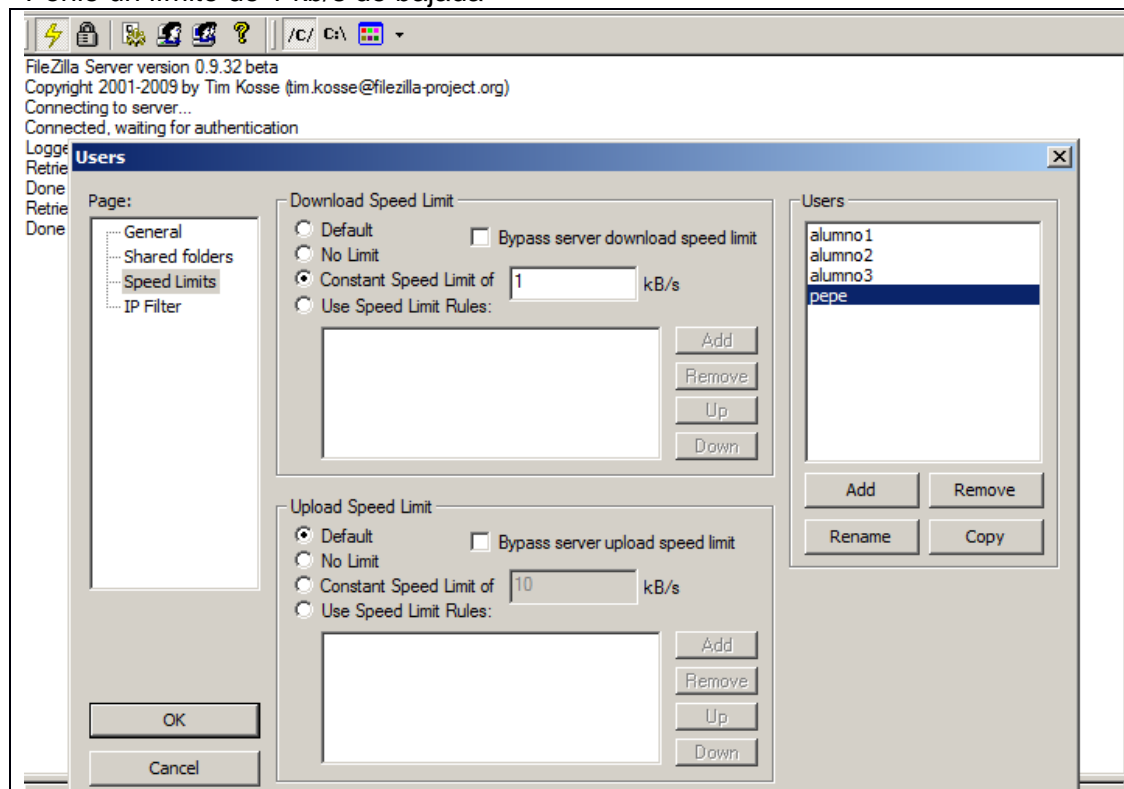 /C/ C:\
FileZilla Server version 0.9.32 beta
Copyright 2001-2009 by Tim Kosse (tim.kosse@filezilla-project.org)
Connecting to server...
Connected, waiting for authentication
Logge
Retrie
Done
Retrie
Done
Users
Page:
General
Shared folders
Speed Limits
IP Filter
OK
Cancel
Download Speed Limit
Default
Bypass server download speed limit
No Limit
Constant Speed Limit of 1 kB/s
Use Speed Limit Rules:
Add
Remove
Up
Down
Upload Speed Limit
Default
Bypass server upload speed limit
No Limit
Constant Speed Limit of 10 kB/s
Use Speed Limit Rules:
Add
Remove
Up
Down
Users
alumno1
alumno2
alumno3
pepe
Add Remove
Rename Copy